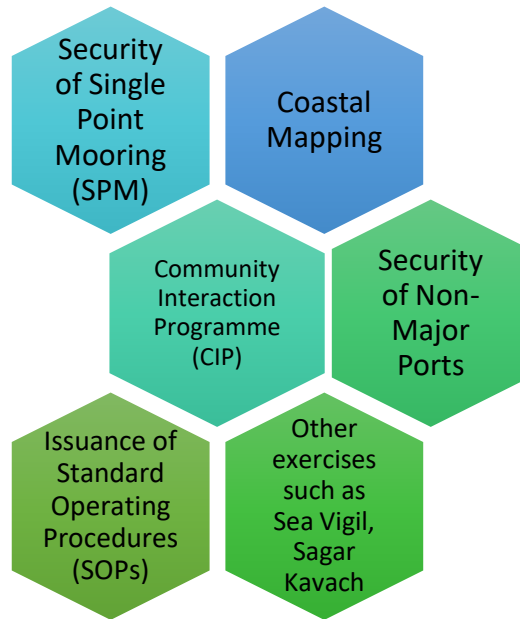 Security
of Single
Point
Mooring
(SPM)
Coastal
Mapping
Community
Interaction
Programme
(CIP)
Security
of Non-
Major
Ports
Issuance of
Standard
Operating
Procedures
(SOPs)
Other
exercises
such as
Sea Vigil,
Sagar
Kavach